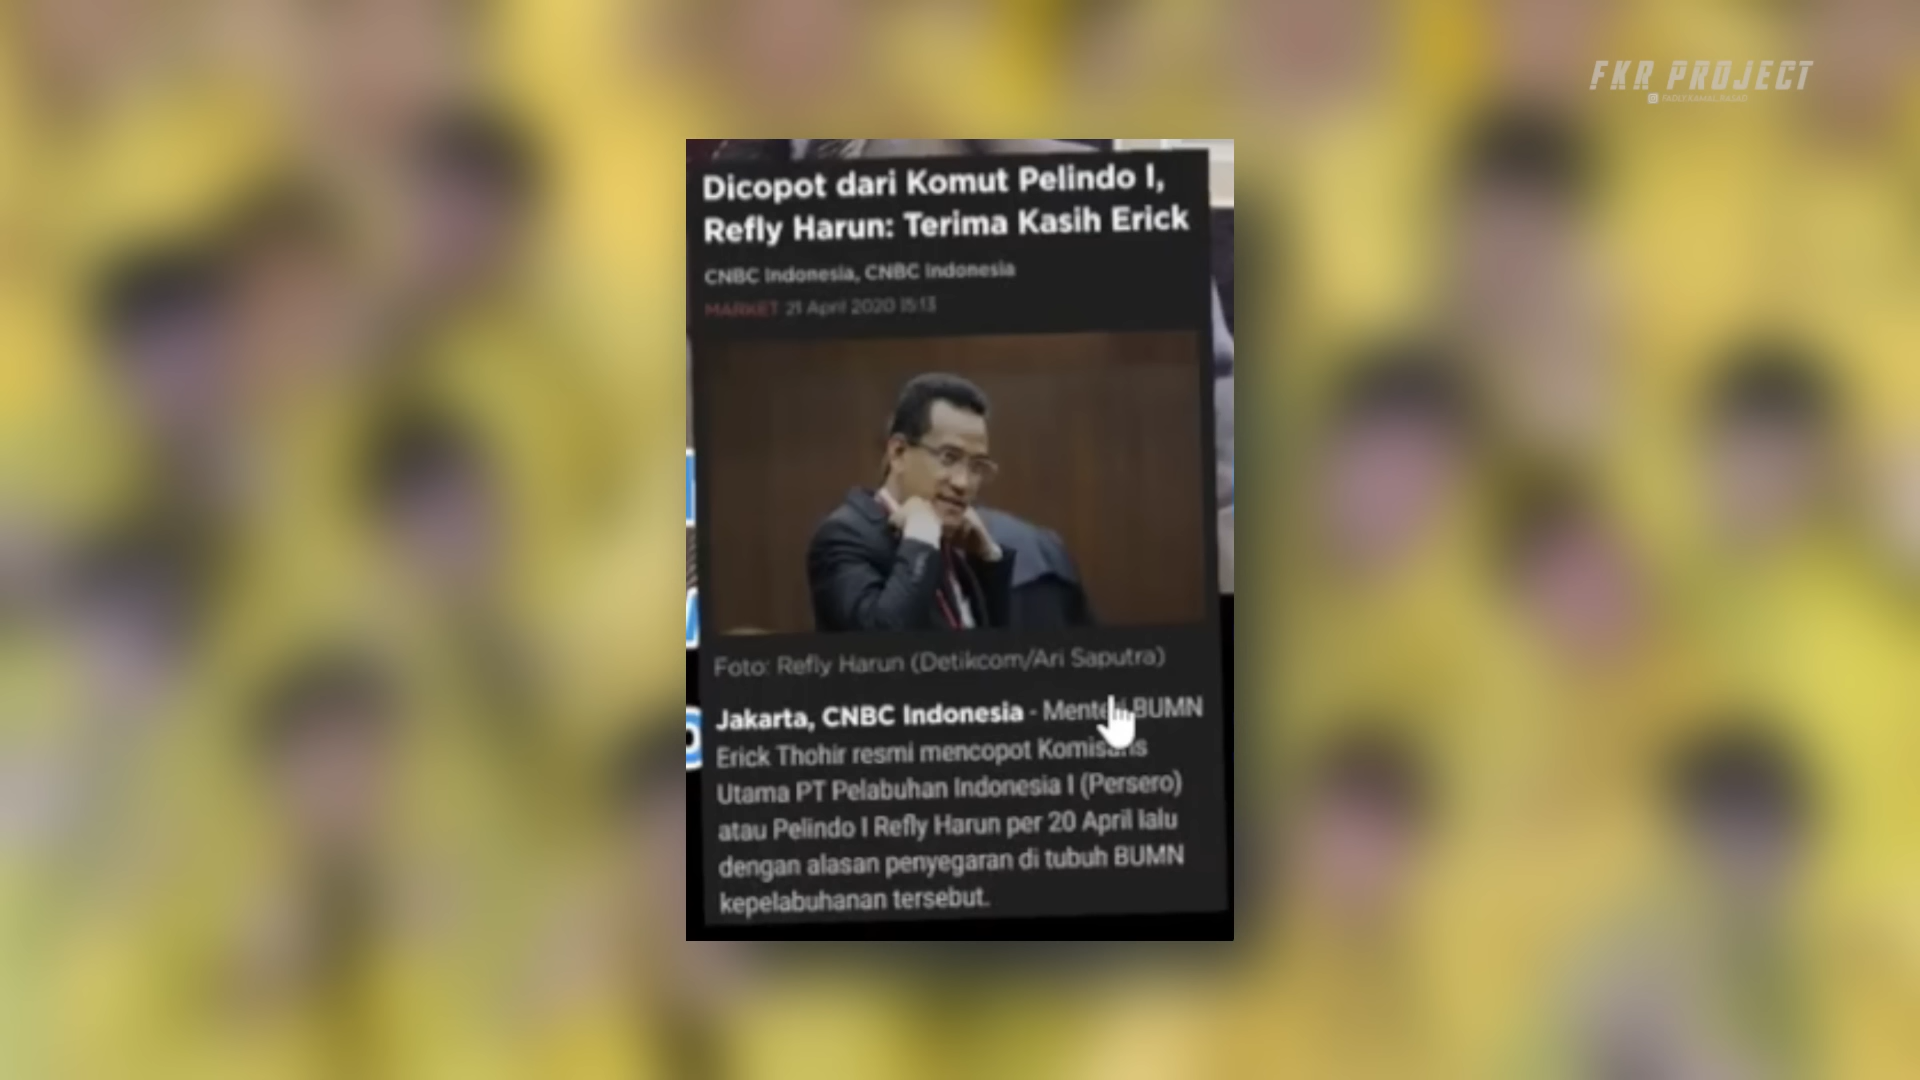 FKR PROJECT
Dicopot dari Komut Pelindo I,
Refly Harun: Terima Kasih Erick
CNBC Indonesia, CNBC Indonesia
MARKET 21 April 2020 15:13
Foto: Refly Harun (Detikcom/Ari Saputra)
Jakarta, CNBC Indonesia - Menteri BUMN
Erick Thohir resmi mencopot Komisaris
Utama PT Pelabuhan Indonesia I (Persero)
atau Pelindo I Refly Harun per 20 April lalu
dengan alasan penyegaran di tubuh BUMN
kepelabuhanan tersebut.